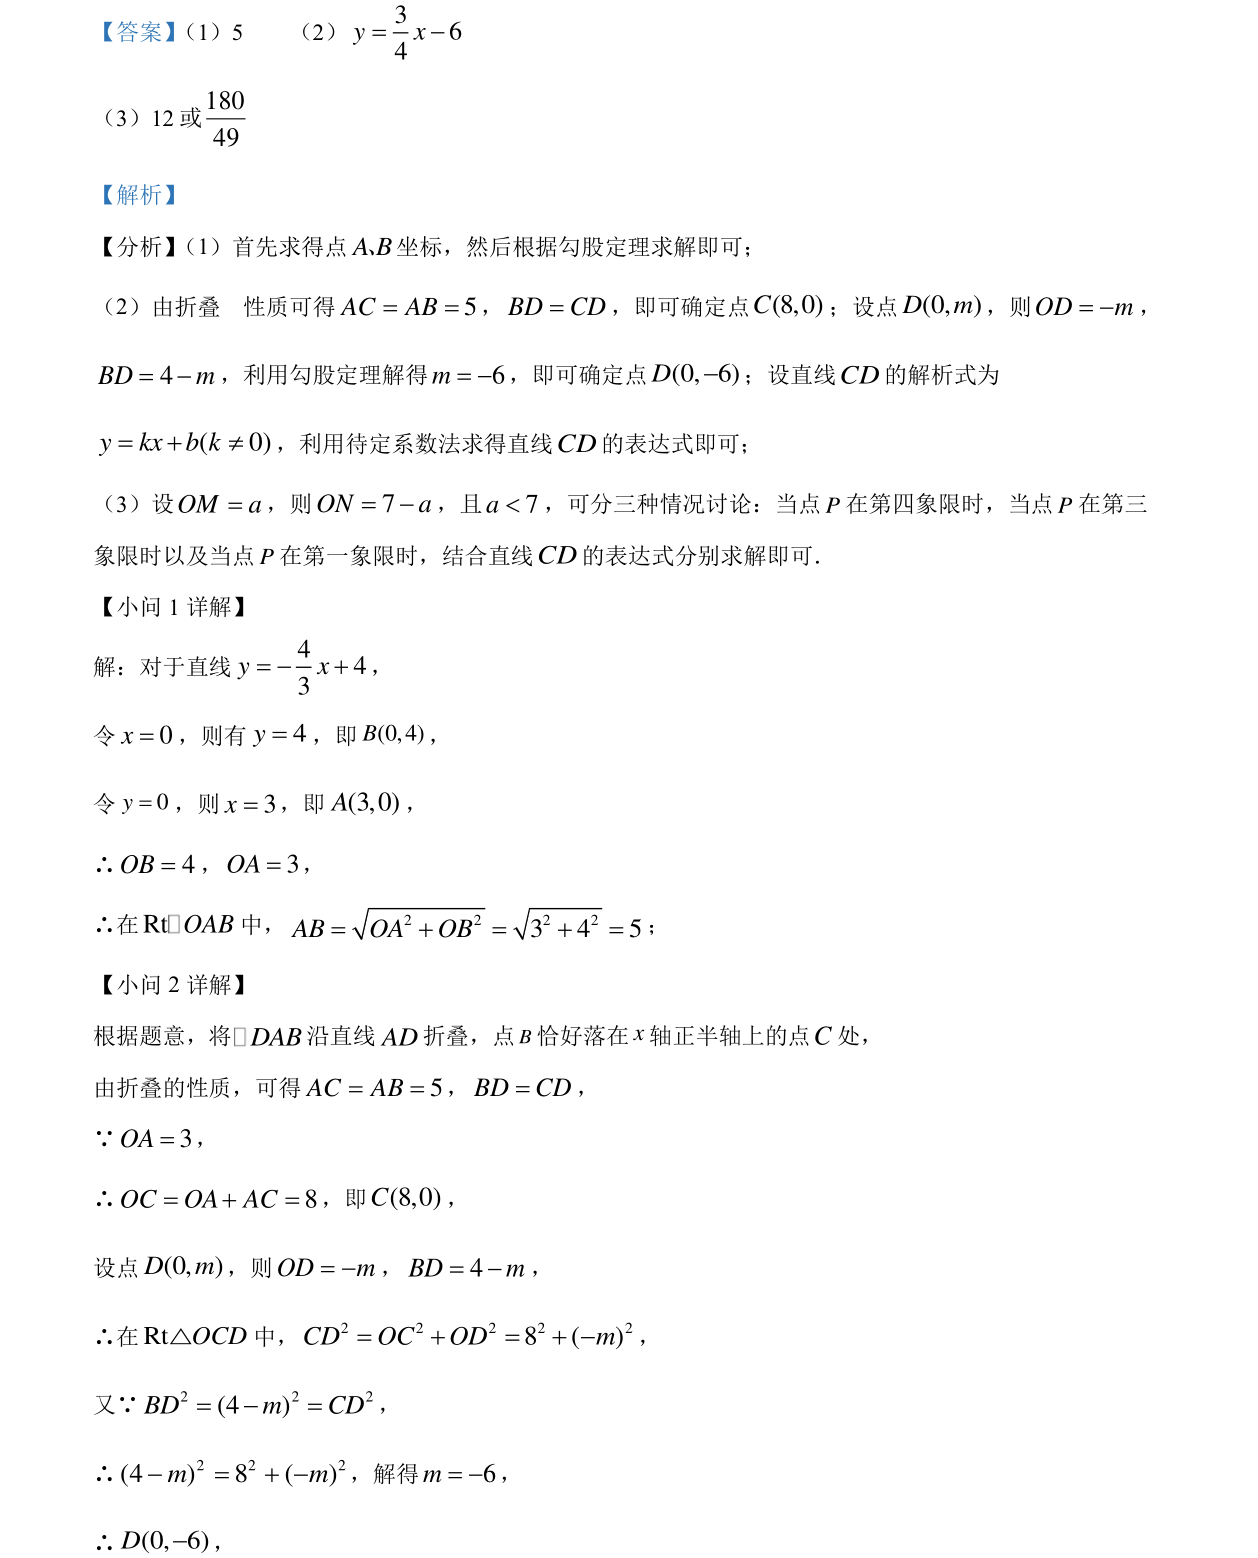 【答案】（1）5 （2）y = 3/4 x − 6
（3）12 或 180/49
【解析】
【分析】（1）首先求得点 A、B 坐标，然后根据勾股定理求解即可；
（2）由折叠 性质可得 AC = AB = 5，BD = CD，即可确定点 C(8,0)；设点 D(0,m)，则 OD = −m，
BD = 4 − m，利用勾股定理解得 m = −6，即可确定点 D(0,−6)；设直线 CD 的解析式为
y = kx + b(k ≠ 0)，利用待定系数法求得直线 CD 的表达式即可；
（3）设 OM = a，则 ON = 7 − a，且 a < 7，可分三种情况讨论：当点 P 在第四象限时，当点 P 在第三
象限时以及当点 P 在第一象限时，结合直线 CD 的表达式分别求解即可．
【小问 1 详解】
解：对于直线 y = −4/3 x + 4，
令 x = 0，则有 y = 4，即 B(0,4)，
令 y = 0，则 x = 3，即 A(3,0)，
∴ OB = 4，OA = 3，
∴在 Rt□OAB 中，AB = √(OA² + OB²) = √(3² + 4²) = 5；
【小问 2 详解】
根据题意，将□DAB 沿直线 AD 折叠，点 B 恰好落在 x 轴正半轴上的点 C 处，
由折叠的性质，可得 AC = AB = 5，BD = CD，
∵ OA = 3，
∴ OC = OA + AC = 8，即 C(8,0)，
设点 D(0,m)，则 OD = −m，BD = 4 − m，
∴在 Rt△OCD 中，CD² = OC² + OD² = 8² + (−m)²，
又∵ BD² = (4 − m)² = CD²，
∴ (4 − m)² = 8² + (−m)²，解得 m = −6，
∴ D(0,−6)，